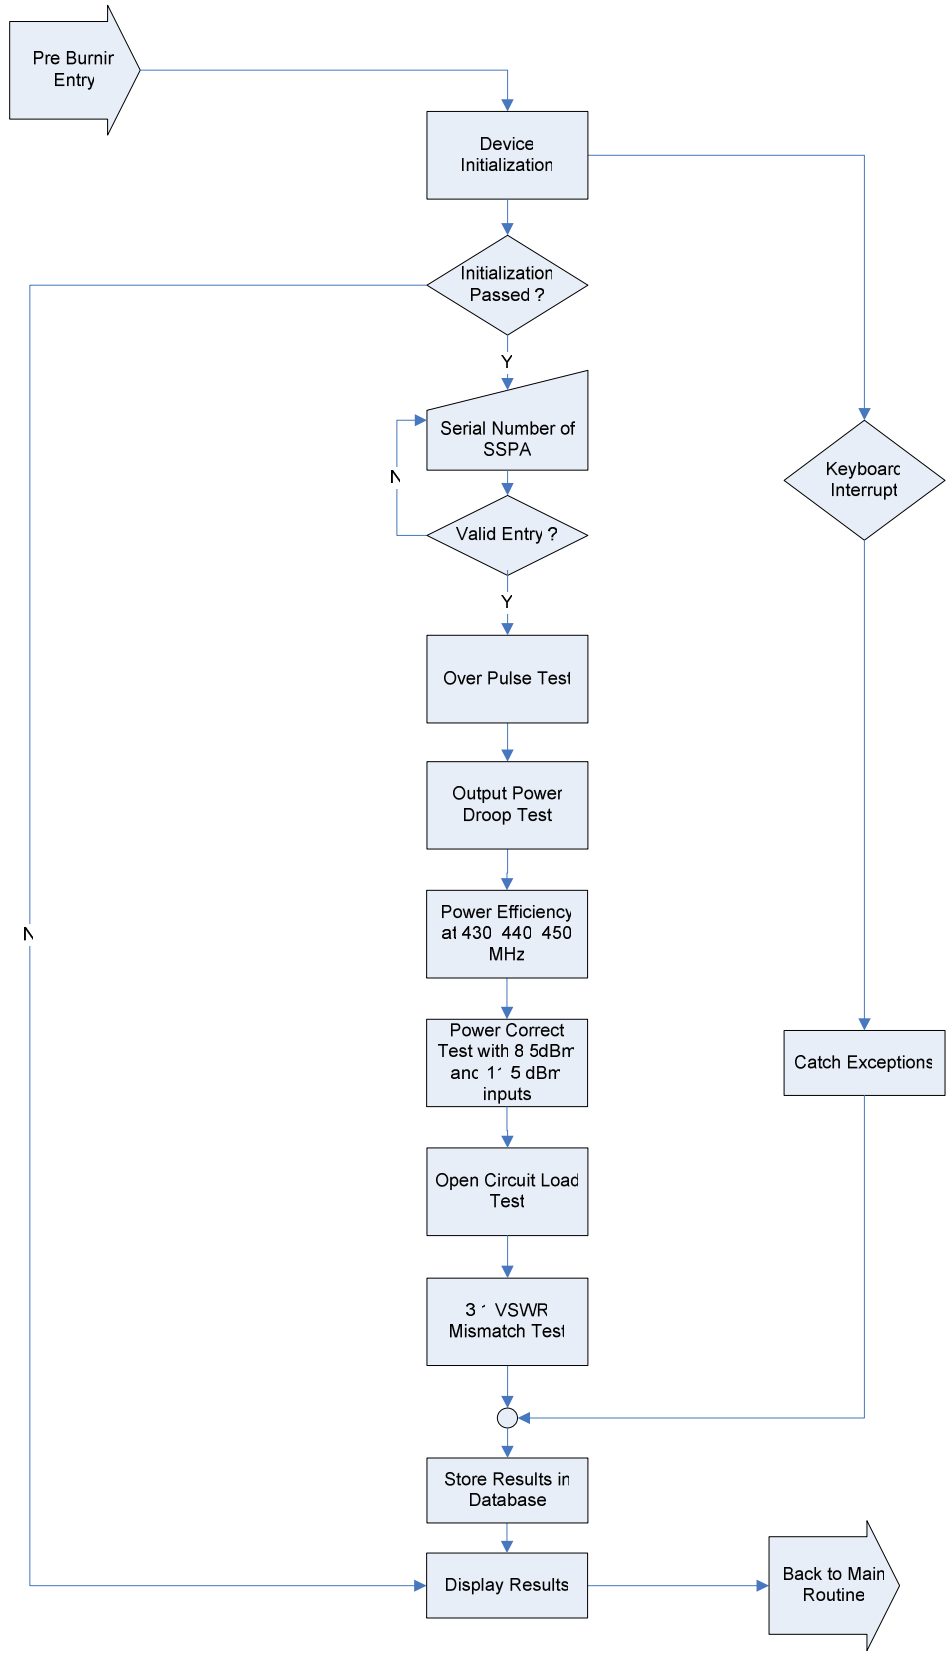 Pre Burnir
Entry
Device
Initialization
Initialization
Passed ?
Y
Serial Number of
SSPA
N
Valid Entry ?
Y
Keyboard
Interrupt
Over Pulse Test
Output Power
Droop Test
Power Efficiency
at 430 440 450
MHz
N
Power Correct
Test with 8 5dBm
and 5 dBm
inputs
Catch Exceptions
Open Circuit Load
Test
3 VSWR
Mismatch Test
Store Results in
Database
Display Results
Back to Main
Routine